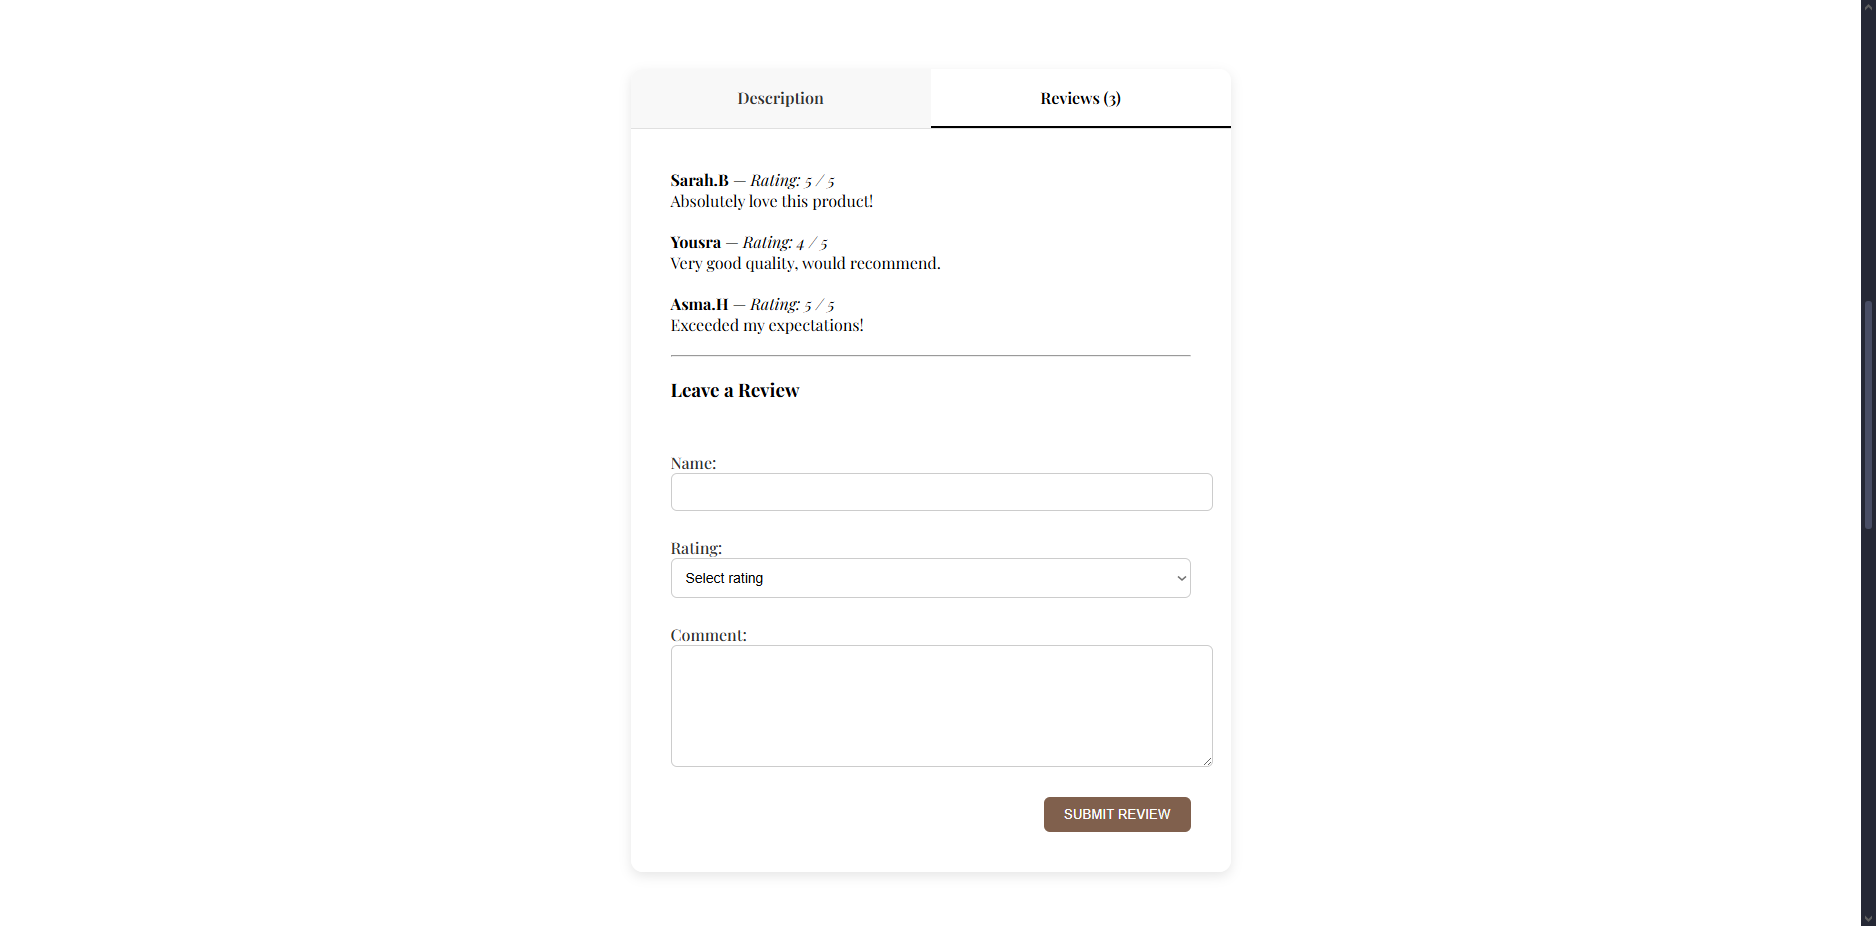 Description
Reviews (3)
Sarah.B — Rating: 5 / 5
Absolutely love this product!
Yousra — Rating: 4 / 5
Very good quality, would recommend.
Asma.H — Rating: 5 / 5
Exceeded my expectations!
Leave a Review
Name:
Rating:
Select rating
Comment:
SUBMIT REVIEW